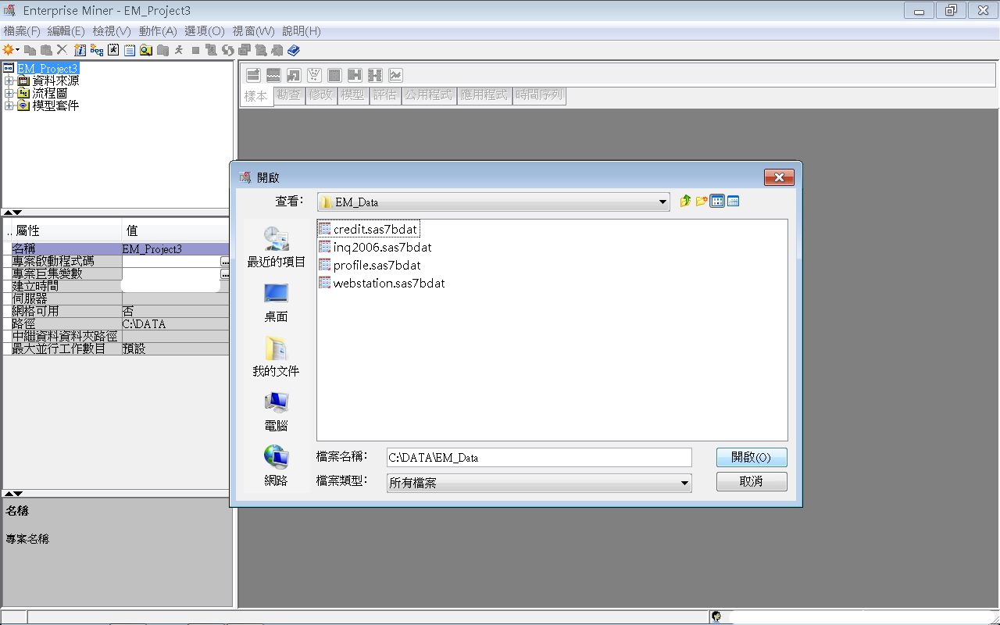 Enterprise Miner - EM_Project3
檔案(F) 編輯(E) 檢視(V) 動作(A) 選項(O) 視窗(W) 說明(H)
EM_Project3
資料來源
流程圖
模型套件
樣本 勘查 修改 模型 評估 公用程式 應用程式 時間序列
.. 屬性 值
名稱 EM_Project3
專案啟動程式碼 ...
專案巨集變數 ...
建立時間
伺服器
網格可用 否
路徑 C:\DATA
中繼資料資料夾路徑
最大並行工作數目 預設
名稱
專案名稱
開啟
查看: EM_Data
最近的項目
桌面
我的文件
電腦
網路
credit.sas7bdat
inq2006.sas7bdat
profile.sas7bdat
webstation.sas7bdat
檔案名稱: C:\DATA\EM_Data 開啟(O)
檔案類型: 所有檔案 取消